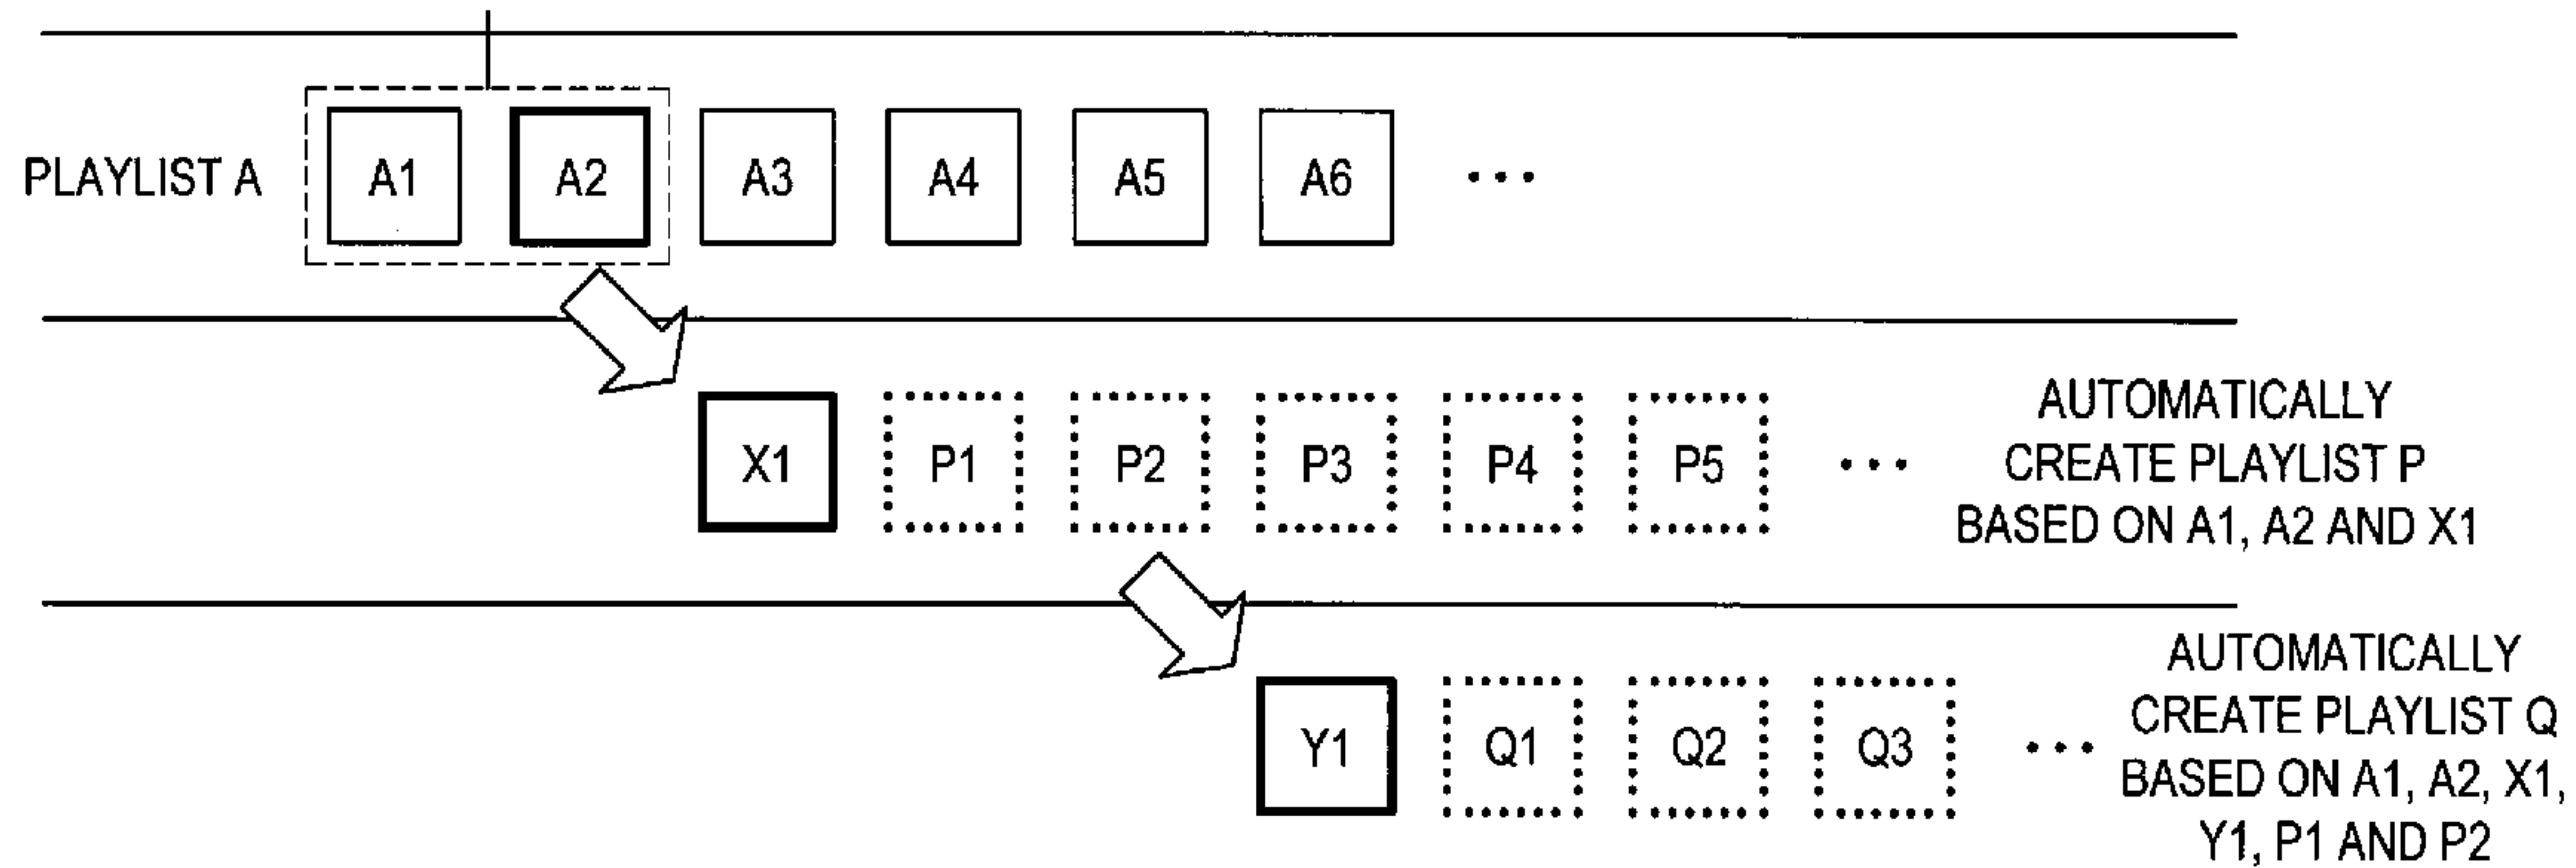 PLAYLIST A A1 A2 A3 A4 A5 A6 ...
X1 P1 P2 P3 P4 P5 ...
AUTOMATICALLY
CREATE PLAYLIST P
BASED ON A1, A2 AND X1
Y1 Q1 Q2 Q3 ...
AUTOMATICALLY
CREATE PLAYLIST Q
BASED ON A1, A2, X1,
Y1, P1 AND P2